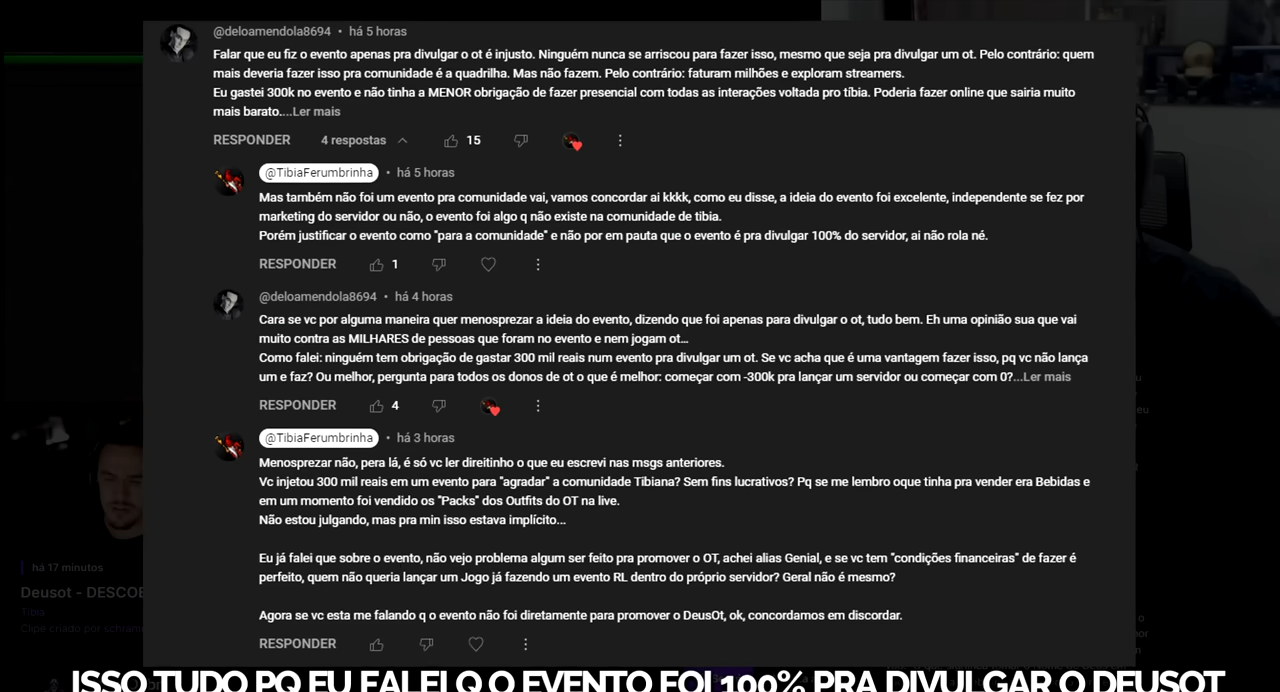 @deloamendola8694 • há 5 horas
Falar que eu fiz o evento apenas pra divulgar o ot é injusto. Ninguém nunca se arriscou para fazer isso, mesmo que seja pra divulgar um ot. Pelo contrário: quem
mais deveria fazer isso pra comunidade é a quadrilha. Mas não fazem. Pelo contrário: faturam milhões e exploram streamers.
Eu gastei 300k no evento e não tinha a MENOR obrigação de fazer presencial com todas as interações voltada pro tíbia. Poderia fazer online que sairia muito
mais barato....Ler mais
RESPONDER 4 respostas 15
@TibiaFerumbrinha • há 5 horas
Mas também não foi um evento pra comunidade vai, vamos concordar ai kkkk, como eu disse, a ideia do evento foi excelente, independente se fez por
marketing do servidor ou não, o evento foi algo q não existe na comunidade de tibia.
Porém justificar o evento como "para a comunidade" e não por em pauta que o evento é pra divulgar 100% do servidor, ai não rola né.
RESPONDER 1
@deloamendola8694 • há 4 horas
Cara se vc por alguma maneira quer menosprezar a ideia do evento, dizendo que foi apenas para divulgar o ot, tudo bem. Eh uma opinião sua que vai
muito contra as MILHARES de pessoas que foram no evento e nem jogam ot…
Como falei: ninguém tem obrigação de gastar 300 mil reais num evento pra divulgar um ot. Se vc acha que é uma vantagem fazer isso, pq vc não lança
um e faz? Ou melhor, pergunta para todos os donos de ot o que é melhor: começar com -300k pra lançar um servidor ou começar com 0?...Ler mais
RESPONDER 4
@TibiaFerumbrinha • há 3 horas
Menosprezar não, pera lá, é só vc ler direitinho o que eu escrevi nas msgs anteriores.
Vc injetou 300 mil reais em um evento para "agradar" a comunidade Tibiana? Sem fins lucrativos? Pq se me lembro oque tinha pra vender era Bebidas e
em um momento foi vendido os "Packs" dos Outfits do OT na live.
Não estou julgando, mas pra min isso estava implícito...
Eu já falei que sobre o evento, não vejo problema algum ser feito pra promover o OT, achei alias Genial, e se vc tem "condições financeiras" de fazer é
perfeito, quem não queria lançar um Jogo já fazendo um evento RL dentro do próprio servidor? Geral não é mesmo?
Agora se vc esta me falando q o evento não foi diretamente para promover o DeusOt, ok, concordamos em discordar.
RESPONDER
há 17 minutos
Deusot - DESCOB
Tibia
Clipe criado por schiam
ISSO TUDO PQ EU FALEI Q O EVENTO FOI 100% PRA DIVULGAR O DEUSOT